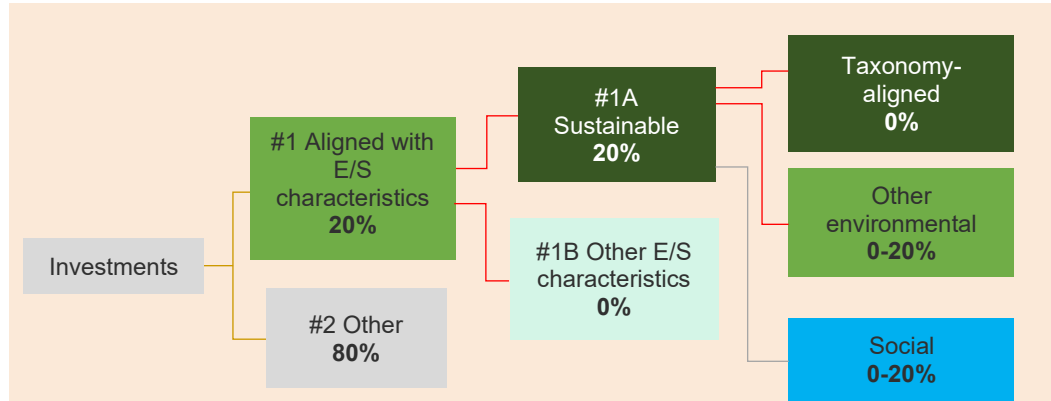 Investments
#1 Aligned with
E/S
characteristics
20%
#2 Other
80%
#1A
Sustainable
20%
#1B Other E/S
characteristics
0%
Taxonomy-
aligned
0%
Other
environmental
0-20%
Social
0-20%